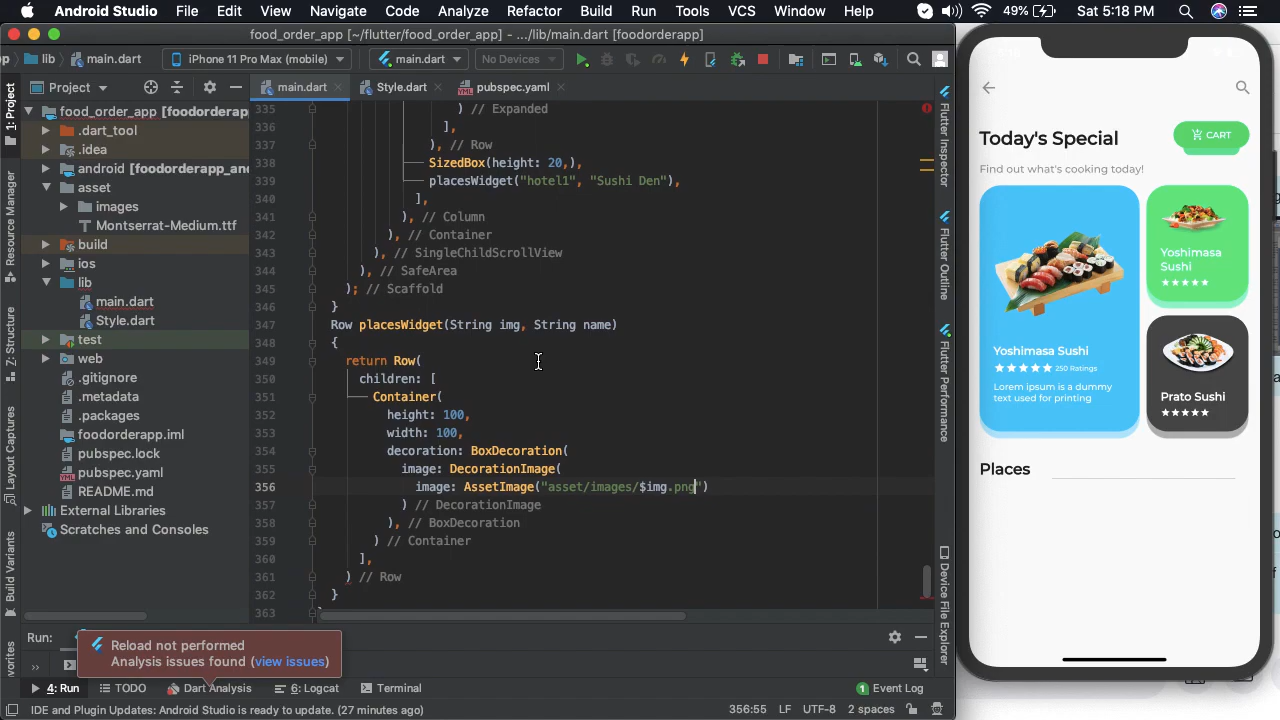 Android Studio File Edit View Navigate Code Analyze Refactor Build Run Tools VCS Window Help 49% Sat 5:18 PM
food_order_app [~/flutter/food_order_app] - .../lib/main.dart [foodorderapp]
lib main.dart iPhone 11 Pro Max (mobile) main.dart No Devices
Project main.dart Style.dart pubspec.yaml
1: Project
Resource Manager
Z: Structure
Layout Captures
Build Variants
food_order_app [foodorderapp]
.dart_tool
.idea
android [foodorderapp_an
asset
images
Montserrat-Medium.ttf
build
ios
lib
main.dart
Style.dart
test
web
.gitignore
.metadata
.packages
foodorderapp.iml
pubspec.lock
pubspec.yaml
README.md
External Libraries
Scratches and Consoles
335 ) // Expanded
336 ],
337 ), // Row
338 SizedBox(height: 20,),
339 placesWidget("hotel1", "Sushi Den"),
340 ],
341 ), // Column
342 ), // Container
343 ), // SingleChildScrollView
344 ), // SafeArea
345 ); // Scaffold
346 }
347 Row placesWidget(String img, String name)
348 {
349 return Row(
350 children: [
351 Container(
352 height: 100,
353 width: 100,
354 decoration: BoxDecoration(
355 image: DecorationImage(
356 image: AssetImage("asset/images/$img.png")
357 ) // DecorationImage
358 ), // BoxDecoration
359 ) // Container
360 ],
361 ) // Row
362 }
363
Flutter Inspector
Flutter Outline
Flutter Performance
Device File Explorer
Today's Special
CART
Find out what's cooking today!
Yoshimasa Sushi
250 Ratings
Lorem ipsum is a dummy
text used for printing
Yoshimasa
Sushi
Prato Sushi
Places
Run:
Reload not performed
Analysis issues found (view issues)
4: Run TODO Dart Analysis 6: Logcat Terminal 1 Event Log
IDE and Plugin Updates: Android Studio is ready to update. (27 minutes ago) 356:55 LF UTF-8 2 spaces